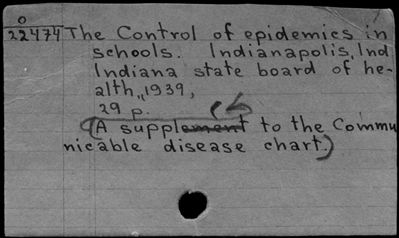 0
22474 The Control of epidemics in
schools. Indianapolis, Ind
Indiana state board of he-
alth, 1939,
29 p.
(A supplement to the Commu
nicable disease chart.)